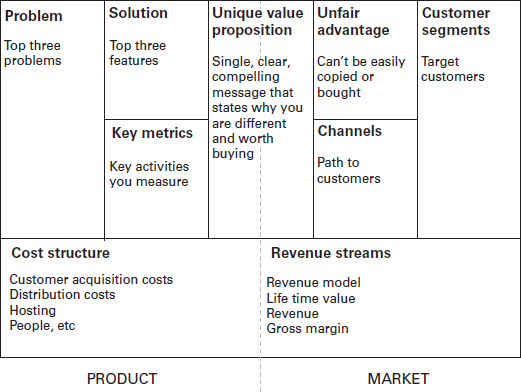 Problem
Top three
problems
Solution
Top three
features
Key metrics
Key activities
you measure
Unique value
proposition
Single, clear,
compelling
message that
states why you
are different
and worth
buying
Unfair
advantage
Can't be easily
copied or
bought
Channels
Path to
customers
Customer
segments
Target
customers
Cost structure
Customer acquisition costs
Distribution costs
Hosting
People, etc
Revenue streams
Revenue model
Life time value
Revenue
Gross margin
PRODUCT
MARKET